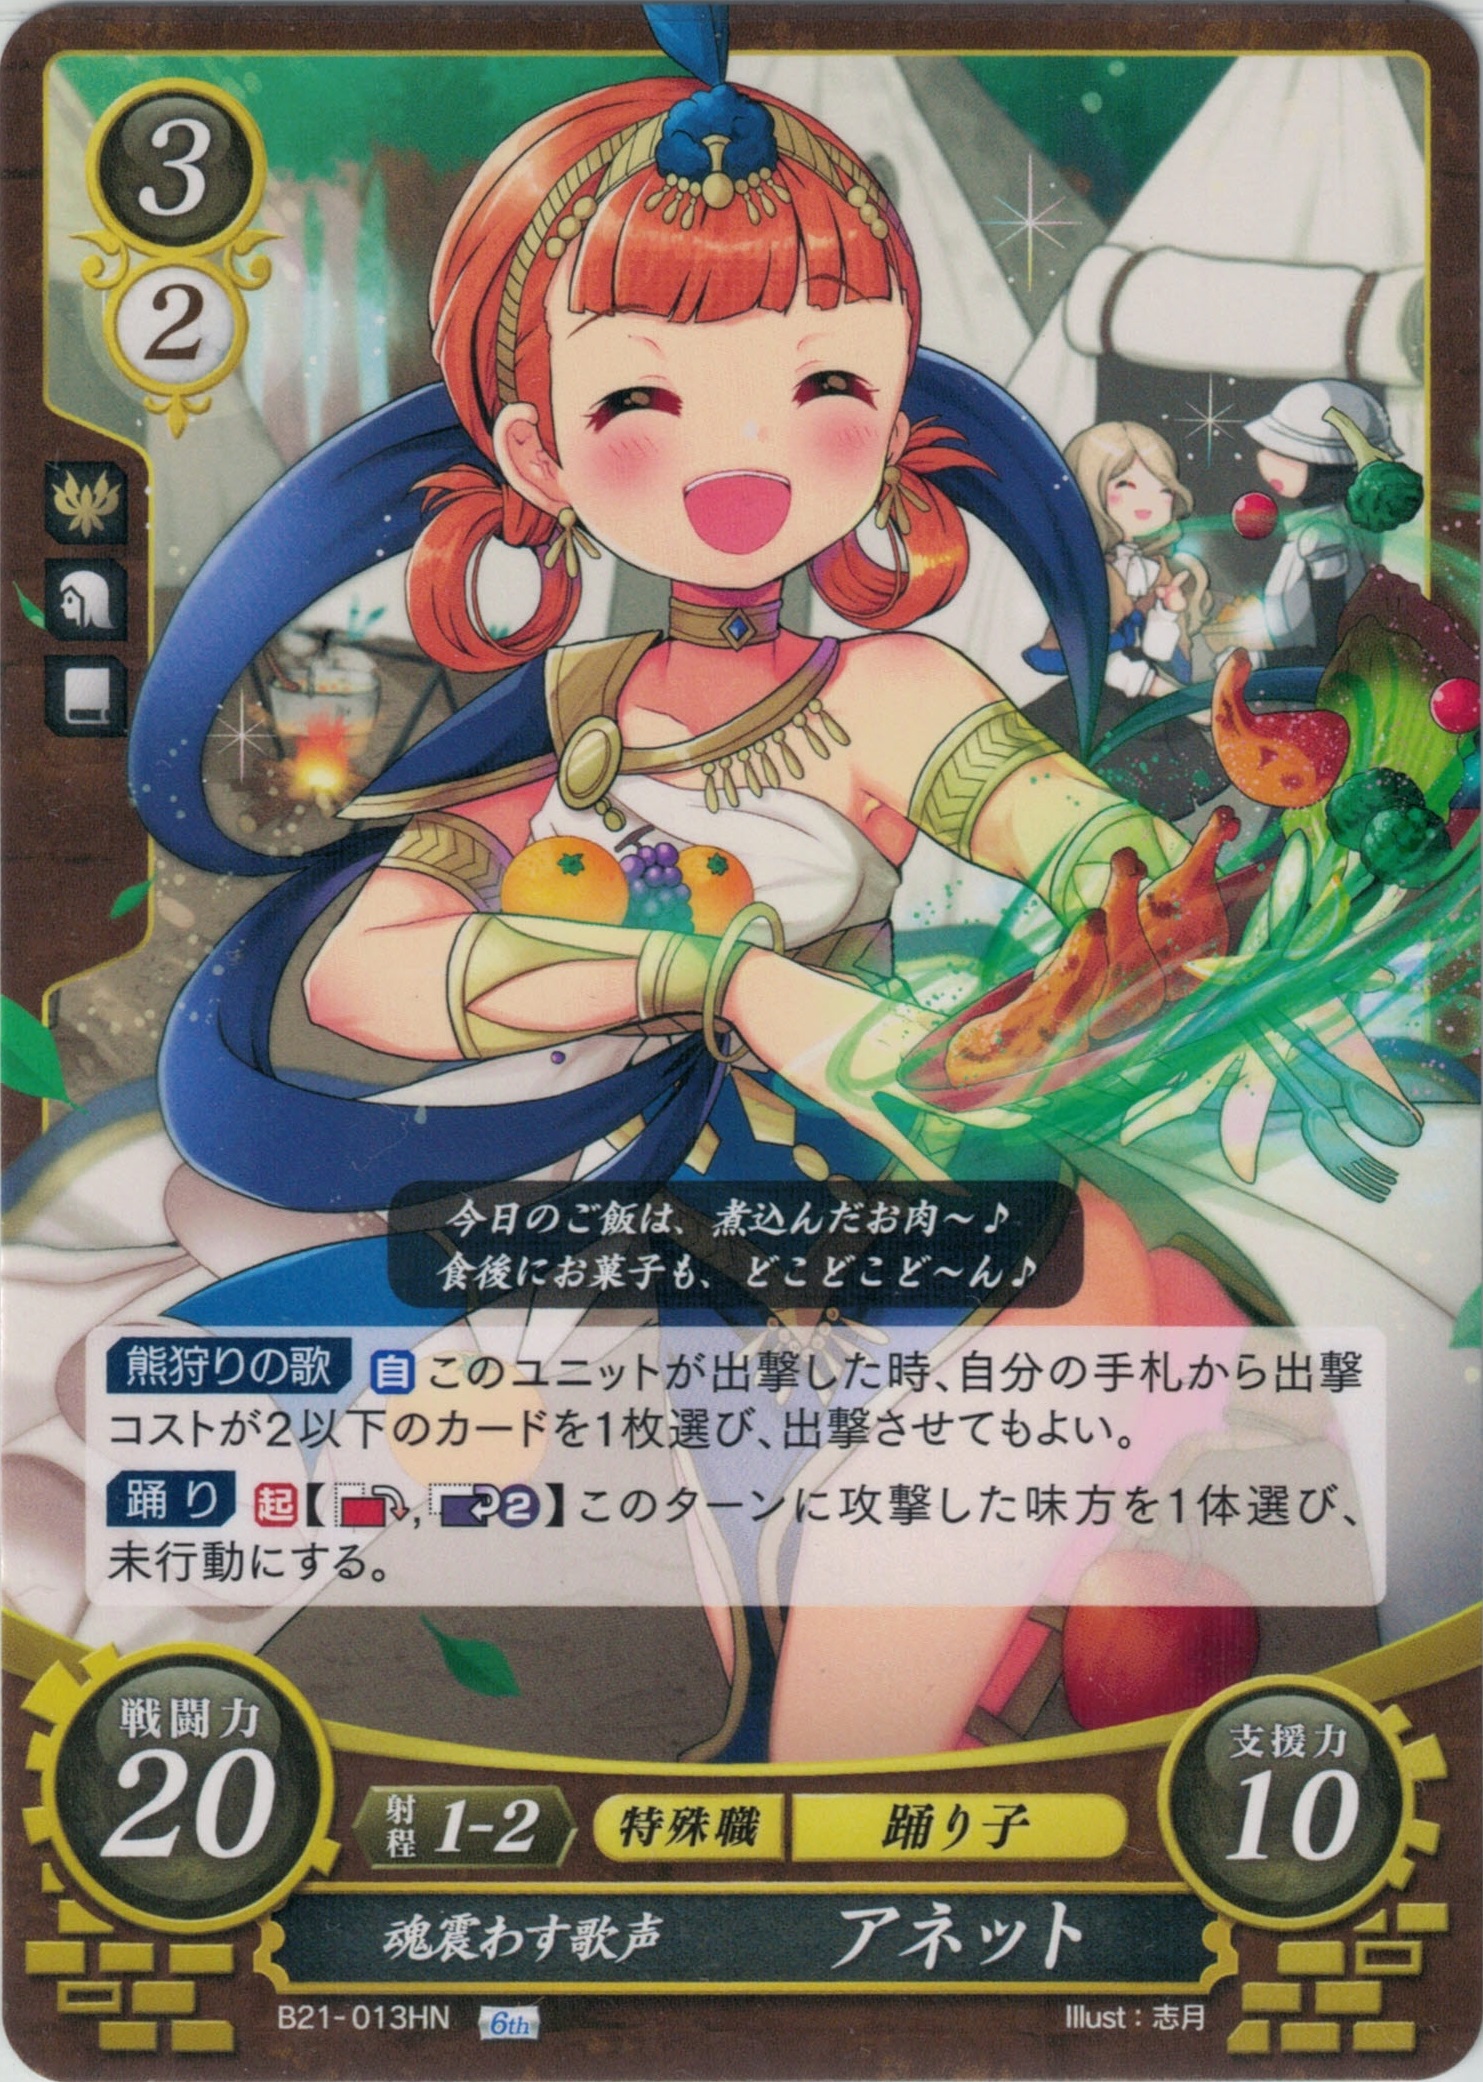 3
2
今日のご飯は、煮込んだお肉～♪
食後にお菓子も、どこどこど～ん♪
熊狩りの歌 自 このユニットが出撃した時、自分の手札から出撃
コストが2以下のカードを1枚選び、出撃させてもよい。
踊り 起【 , 2】このターンに攻撃した味方を1体選び、
未行動にする。
戦闘力
20
射程 1-2
特殊職
踊り子
支援力
10
魂震わす歌声 アネット
B21-013HN 6th
Illust：志月